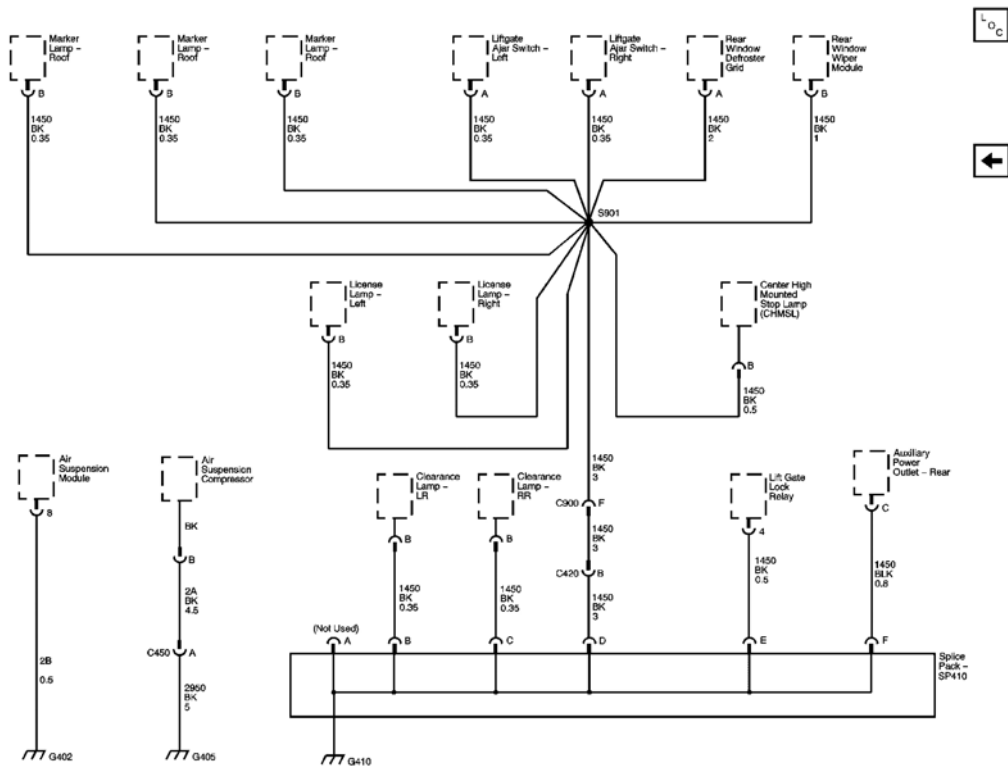 L
O
C
Marker
Lamp –
Roof
Marker
Lamp –
Roof
Marker
Lamp –
Roof
Liftgate
Ajar Switch –
Left
Liftgate
Ajar Switch –
Right
Rear
Window
Defroster
Grid
Rear
Window
Wiper
Module
B
B
B
A
A
A
B
1450
BK
0.35
1450
BK
0.35
1450
BK
0.35
1450
BK
0.35
1450
BK
0.35
1450
BK
2
1450
BK
1
S901
License
Lamp –
Left
License
Lamp –
Right
Center High
Mounted
Stop Lamp
(CHMSL)
B
B
B
1450
BK
0.35
1450
BK
0.35
1450
BK
0.5
Air
Suspension
Module
Air
Suspension
Compressor
Clearance
Lamp –
LR
Clearance
Lamp –
RR
1450
BK
3
Lift Gate
Lock
Relay
Auxiliary
Power
Outlet – Rear
8
BK
B
B
B
C900
F
1450
BK
3
4
C
2A
BK
4.5
1450
BK
0.35
1450
BK
0.35
C420
B
1450
BK
3
1450
BK
0.5
1450
BLK
0.8
(Not Used)
A
B
C
D
E
F
C450
A
2B
0.5
2950
BK
5
Splice
Pack –
SP410
G402
G405
G410